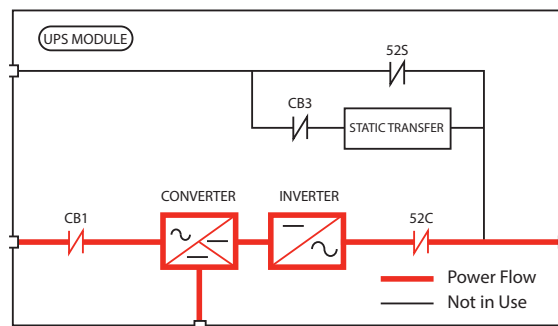 UPS MODULE
52S
CB3
STATIC TRANSFER
CONVERTER
INVERTER
CB1
52C
Power Flow
Not in Use